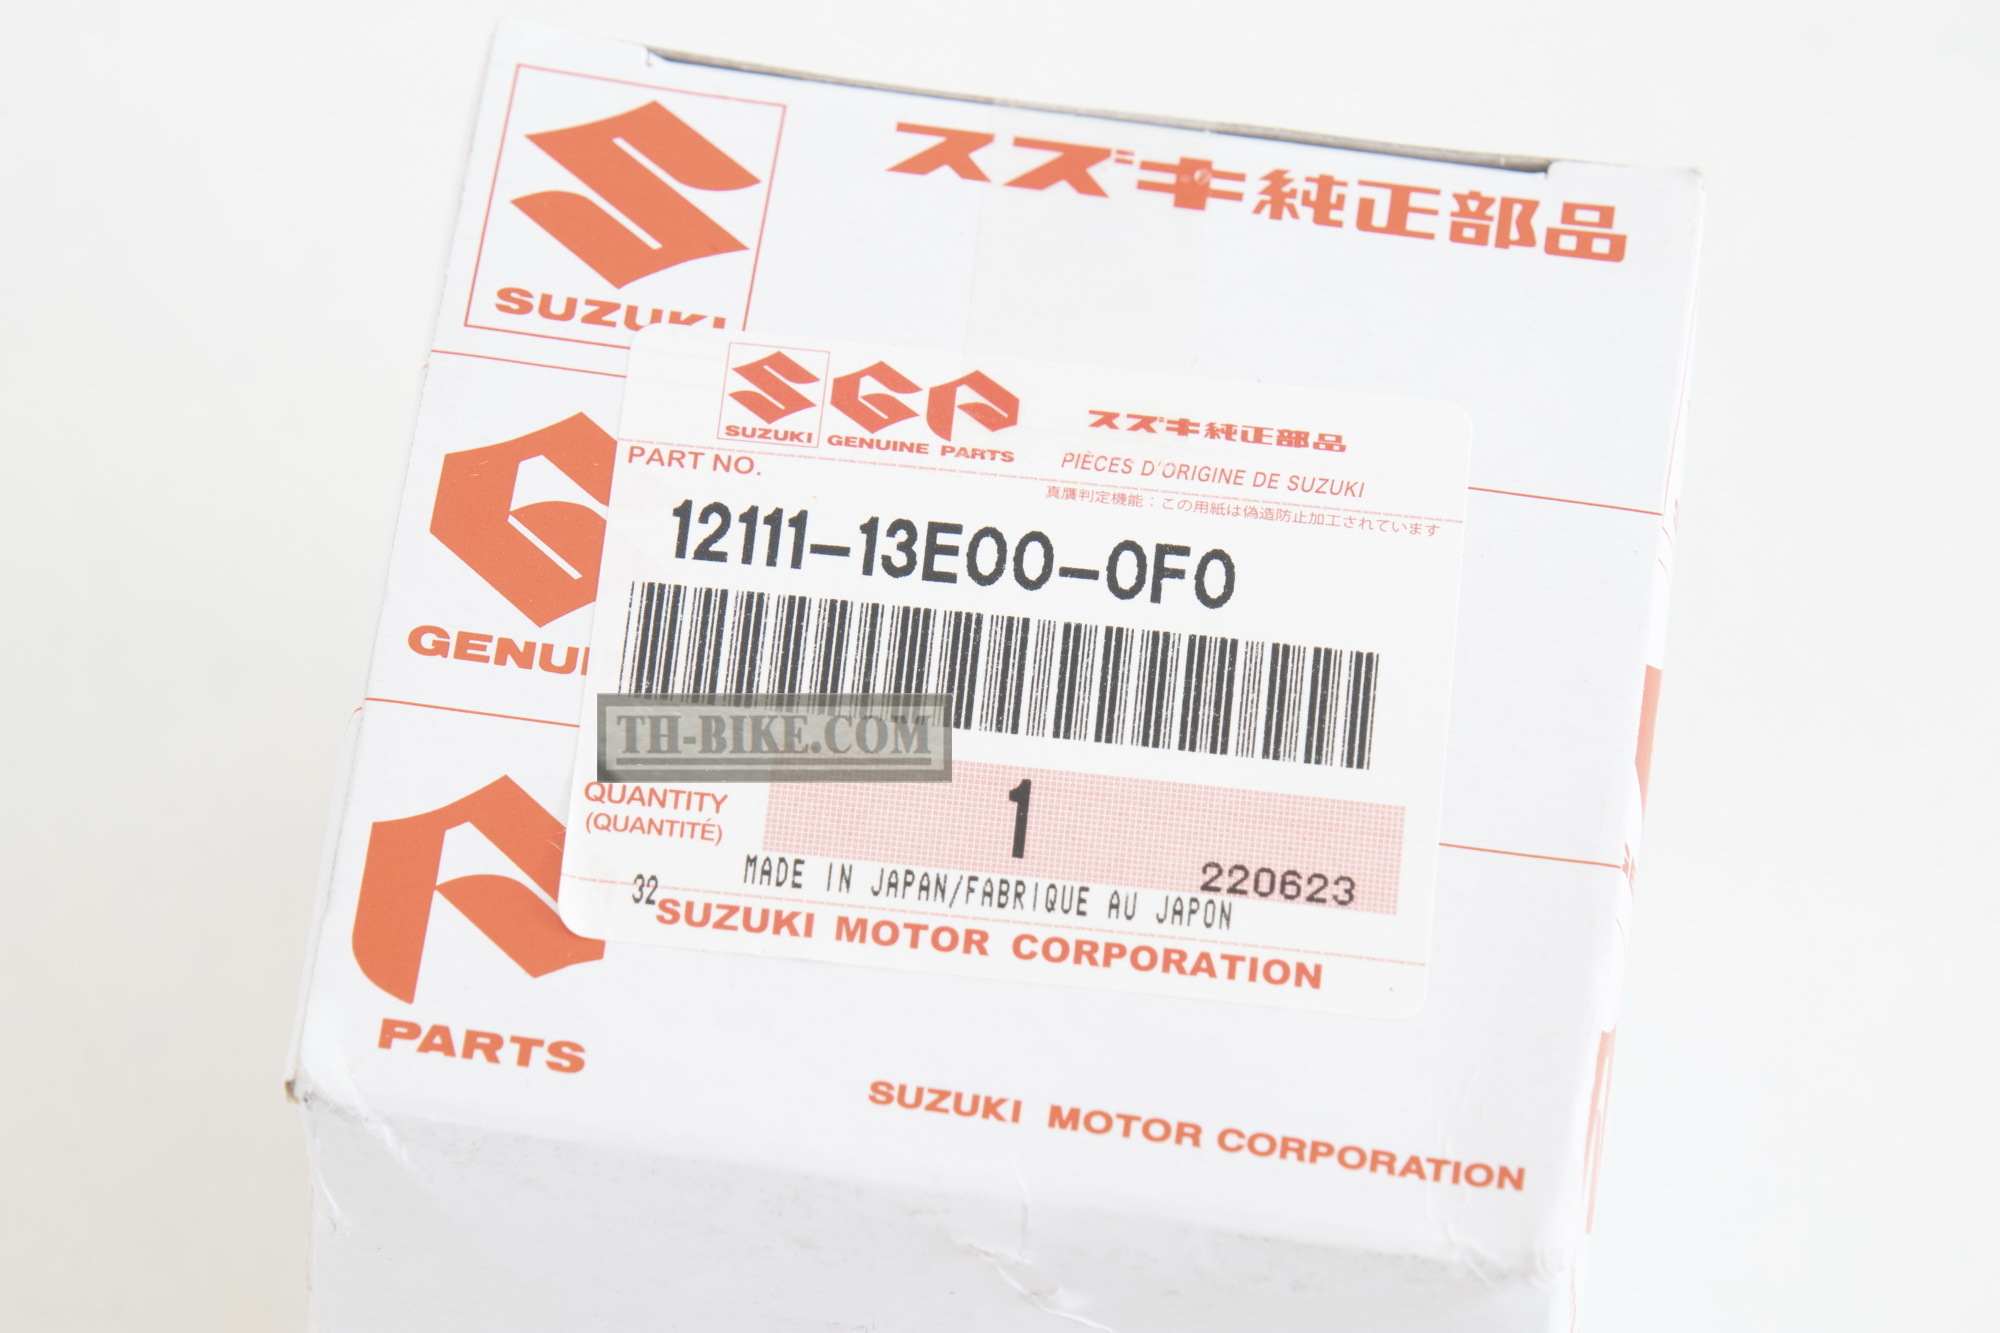 SUZUKI
スズキ純正部品
GENUI
PARTS
SUZUKI
GENUINE PARTS
スズキ純正部品
PIÈCES D'ORIGINE DE SUZUKI
PART NO.
真贋判定機能：この用紙は偽造防止加工されています
12111-13E00-0F0
TH-BIKE.COM
QUANTITY
(QUANTITÉ)
1
220623
MADE IN JAPAN/FABRIQUE AU JAPON
32
SUZUKI MOTOR CORPORATION
SUZUKI MOTOR CORPORATION